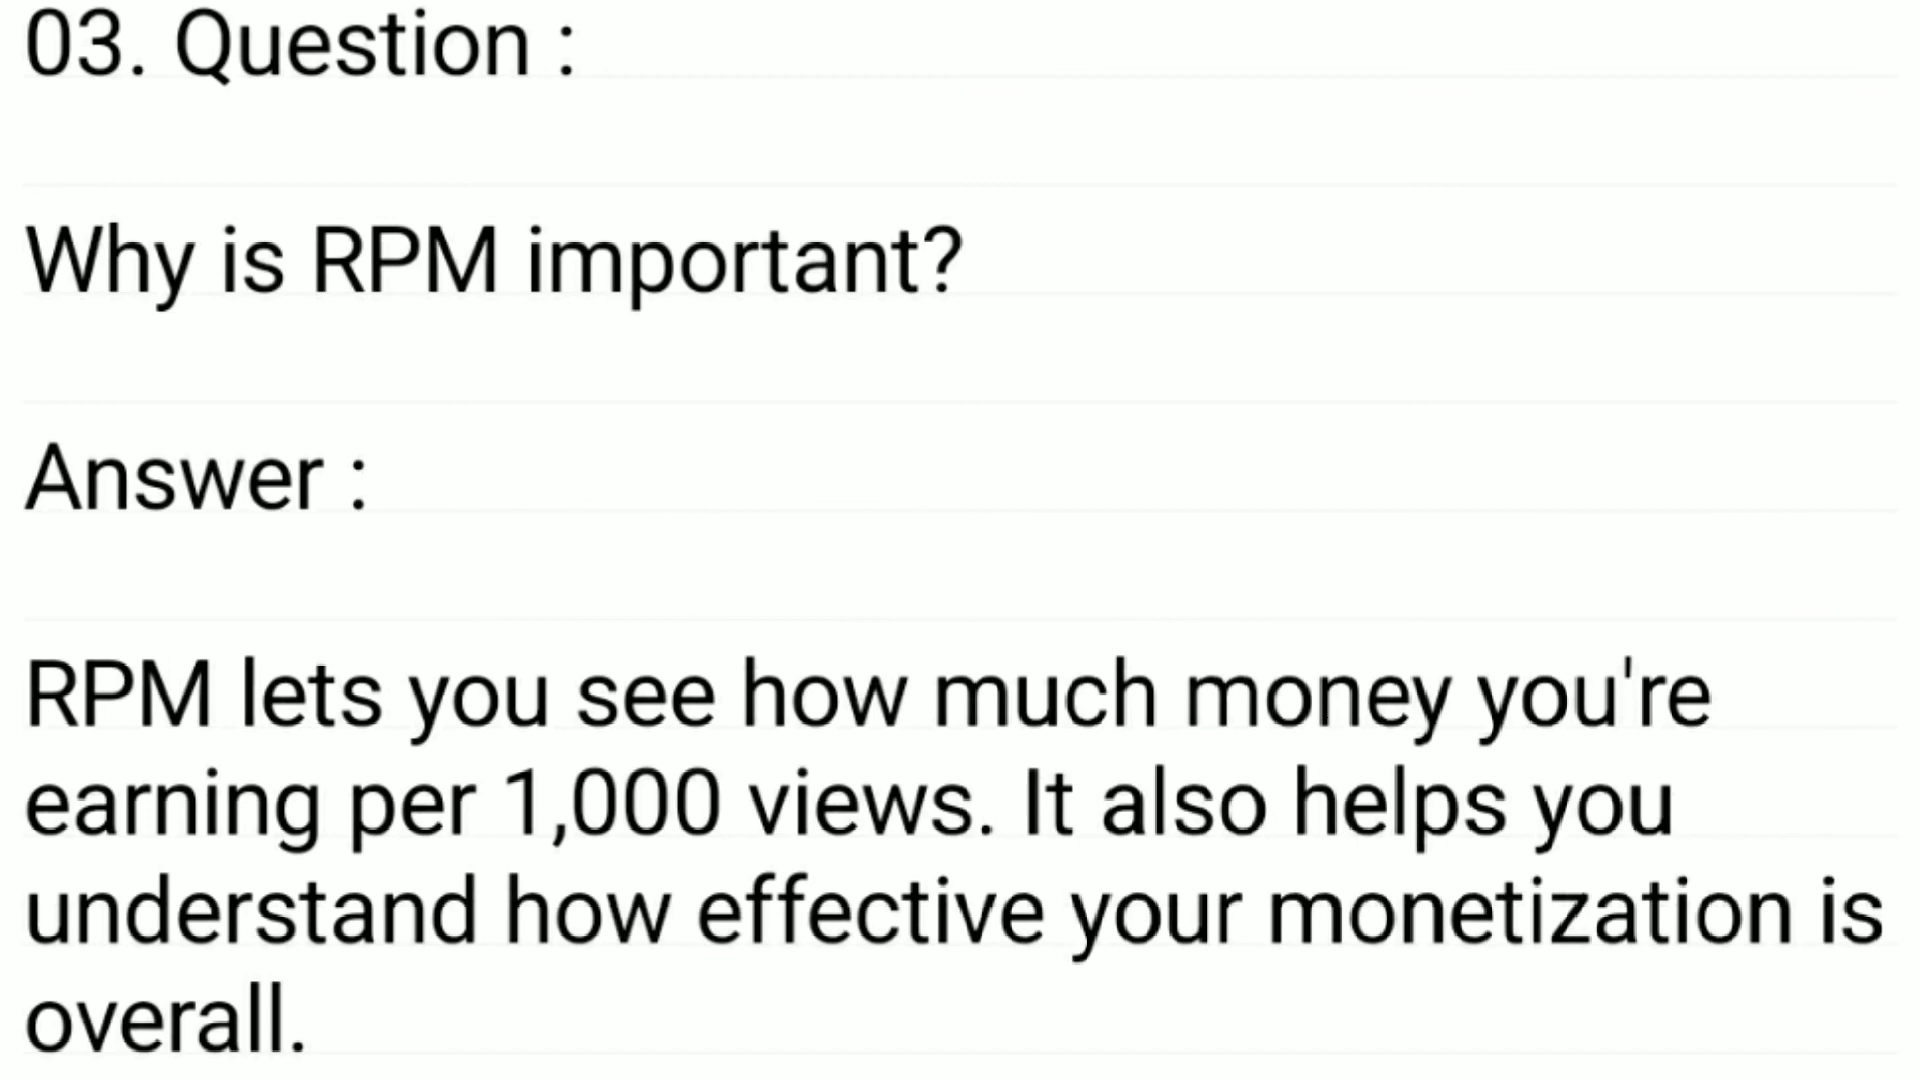 03. Question :
Why is RPM important?
Answer :
RPM lets you see how much money you're
earning per 1,000 views. It also helps you
understand how effective your monetization is
overall.